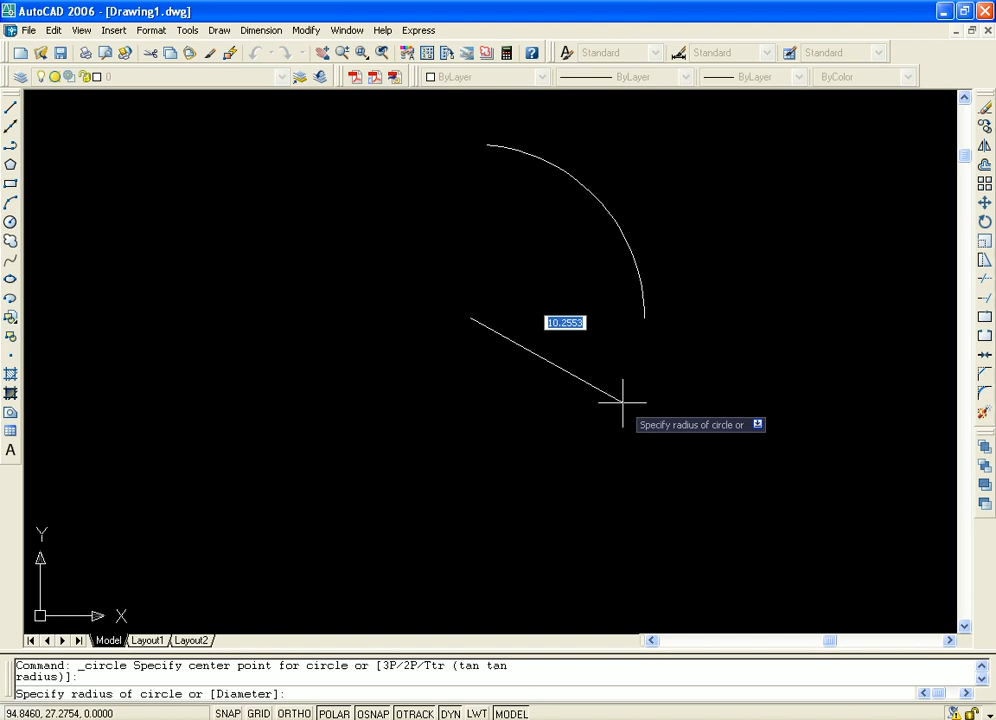 AutoCAD 2006 - [Drawing1.dwg]
File Edit View Insert Format Tools Draw Dimension Modify Window Help Express
Standard Standard Standard
0 ByLayer ByLayer ByLayer ByColor
10.2553
Specify radius of circle or
A
Y
X
Model Layout1 Layout2
Command: _circle Specify center point for circle or [3P/2P/Ttr (tan tan
radius)]:
Specify radius of circle or [Diameter]:
94.8460, 27.2754, 0.0000 SNAP GRID ORTHO POLAR OSNAP OTRACK DYN LWT MODEL